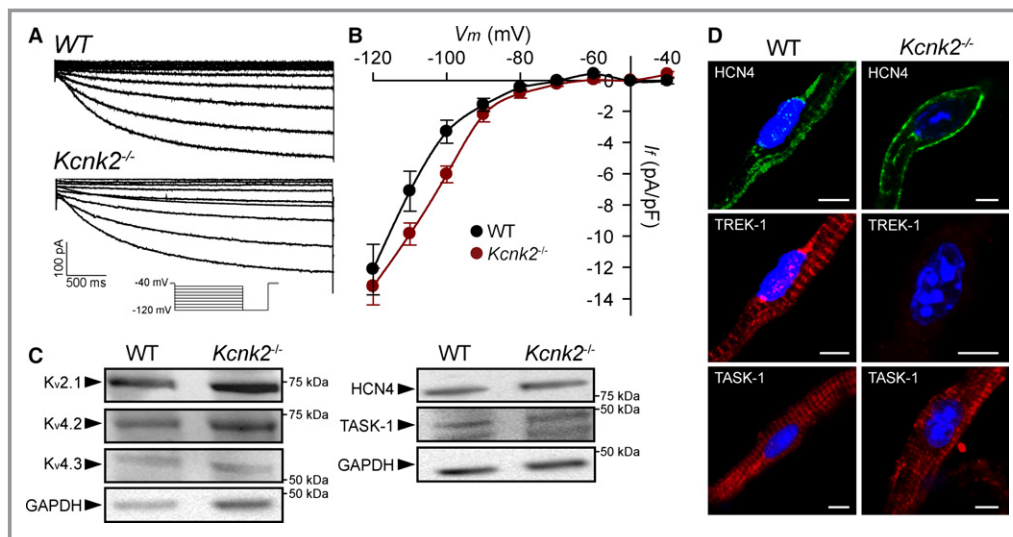 A
WT
Kcnk2-/-
100 pA
500 ms
-40 mV
-120 mV
B
Vm (mV)
-120 -100 -80 -60 -40
-2
-4
-6
-8
-10
-12
-14
If (pA/pF)
WT
Kcnk2-/-
C
WT Kcnk2-/-
Kv2.1 75 kDa
Kv4.2 75 kDa
Kv4.3 50 kDa
GAPDH 50 kDa
WT Kcnk2-/-
HCN4 75 kDa
TASK-1 50 kDa
GAPDH 50 kDa
D
WT Kcnk2-/-
HCN4 HCN4
TREK-1 TREK-1
TASK-1 TASK-1